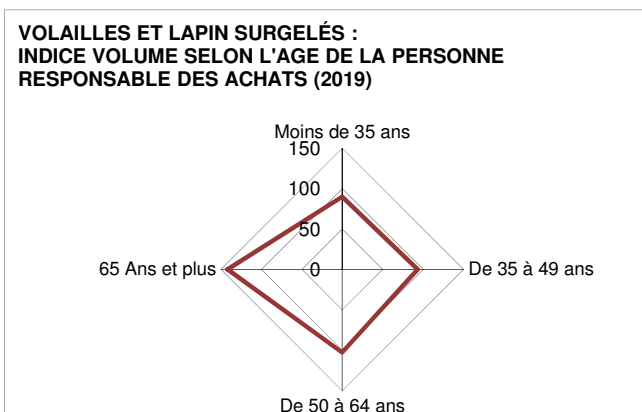 VOLAILLES ET LAPIN SURGELÉS :
INDICE VOLUME SELON L'AGE DE LA PERSONNE
RESPONSABLE DES ACHATS (2019)
Moins de 35 ans
150
100
50
65 Ans et plus
0
De 35 à 49 ans
De 50 à 64 ans